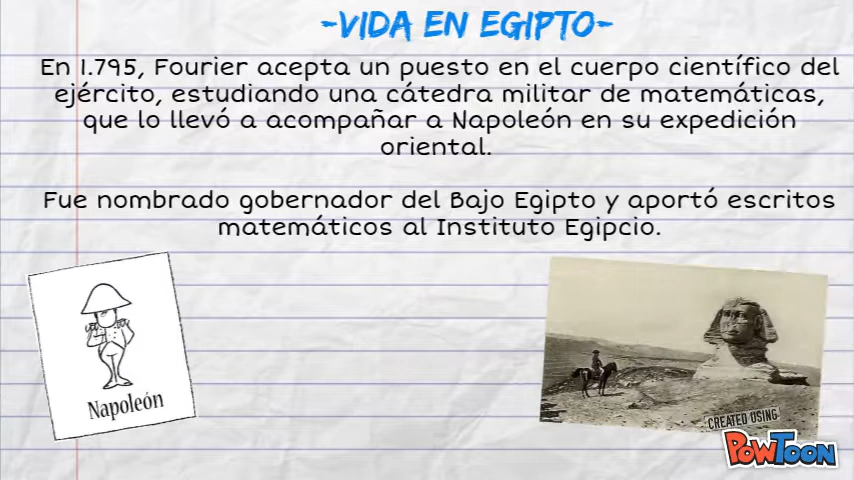 -VIDA EN EGIPTO-
En 1.795, Fourier acepta un puesto en el cuerpo científico del
ejército, estudiando una cátedra militar de matemáticas,
que lo llevó a acompañar a Napoleón en su expedición
oriental.
Fue nombrado gobernador del Bajo Egipto y aportó escritos
matemáticos al Instituto Egipcio.
Napoleón
CREATED USING
POWTOON